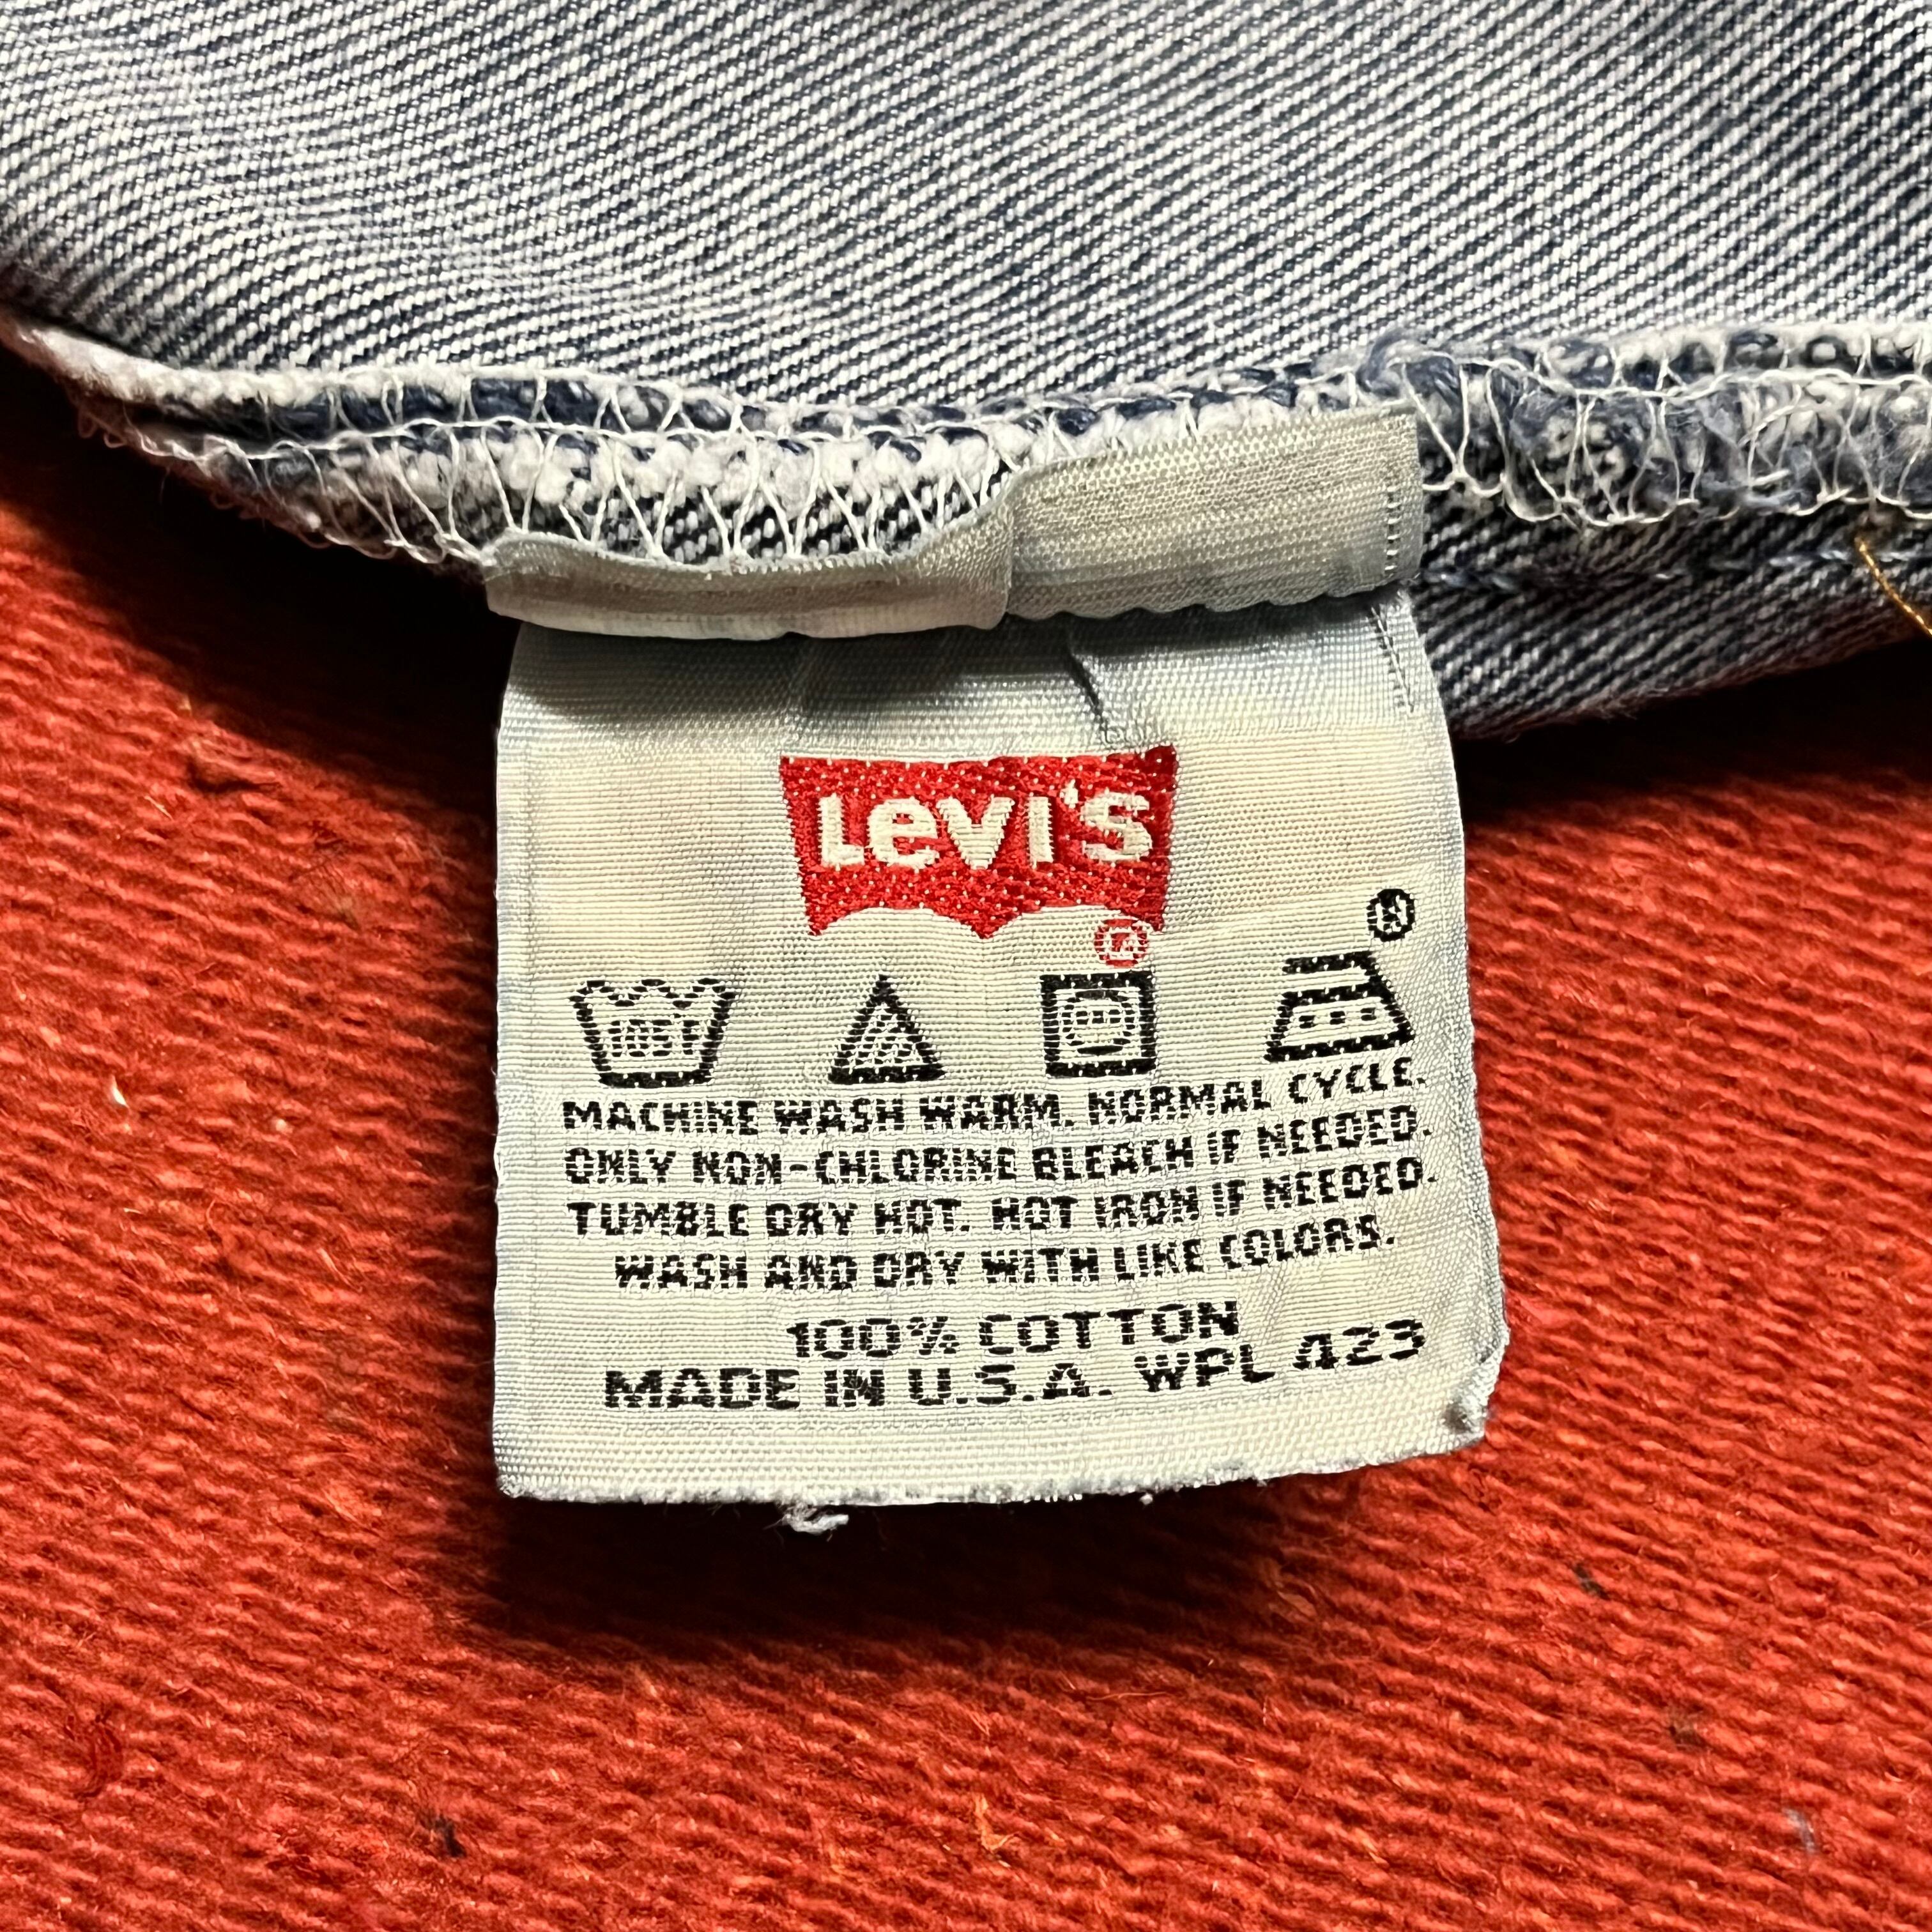 Levi's
®
®
105°F
MACHINE WASH WARM. NORMAL CYCLE.
ONLY NON-CHLORINE BLEACH IF NEEDED.
TUMBLE DRY HOT. HOT IRON IF NEEDED.
WASH AND DRY WITH LIKE COLORS.
100% COTTON
MADE IN U.S.A. WPL 423